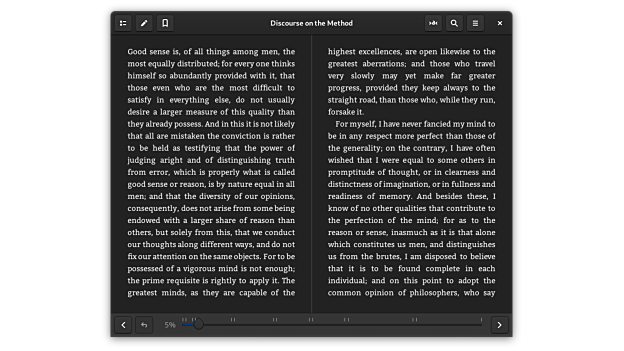 Discourse on the Method
Good sense is, of all things among men, the
most equally distributed; for every one thinks
himself so abundantly provided with it, that
those even who are the most difficult to
satisfy in everything else, do not usually
desire a larger measure of this quality than
they already possess. And in this it is not likely
that all are mistaken the conviction is rather
to be held as testifying that the power of
judging aright and of distinguishing truth
from error, which is properly what is called
good sense or reason, is by nature equal in all
men; and that the diversity of our opinions,
consequently, does not arise from some being
endowed with a larger share of reason than
others, but solely from this, that we conduct
our thoughts along different ways, and do not
fix our attention on the same objects. For to be
possessed of a vigorous mind is not enough;
the prime requisite is rightly to apply it. The
greatest minds, as they are capable of the
highest excellences, are open likewise to the
greatest aberrations; and those who travel
very slowly may yet make far greater
progress, provided they keep always to the
straight road, than those who, while they run,
forsake it.
For myself, I have never fancied my mind to
be in any respect more perfect than those of
the generality; on the contrary, I have often
wished that I were equal to some others in
promptitude of thought, or in clearness and
distinctness of imagination, or in fullness and
readiness of memory. And besides these, I
know of no other qualities that contribute to
the perfection of the mind; for as to the
reason or sense, inasmuch as it is that alone
which constitutes us men, and distinguishes
us from the brutes, I am disposed to believe
that it is to be found complete in each
individual; and on this point to adopt the
common opinion of philosophers, who say
5%